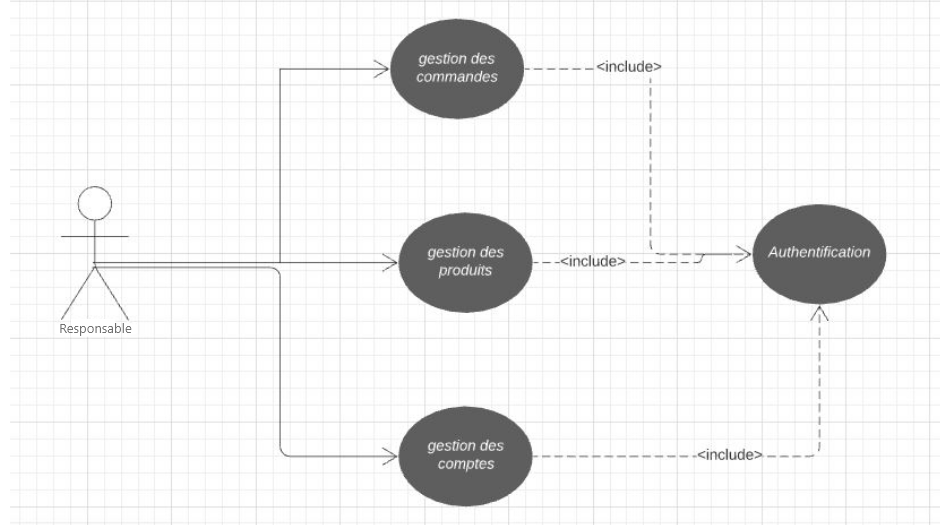 gestion des
commandes
<include>
gestion des
produits
<include>
Authentification
Responsable
gestion des
comptes
<include>